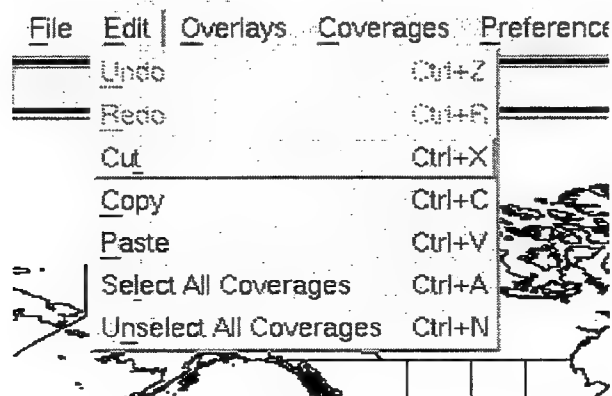 File Edit Overlays Coverages Preference
Undo Ctrl+Z
Redo Ctrl+R
Cut Ctrl+X
Copy Ctrl+C
Paste Ctrl+V
Select All Coverages Ctrl+A
Unselect All Coverages Ctrl+N